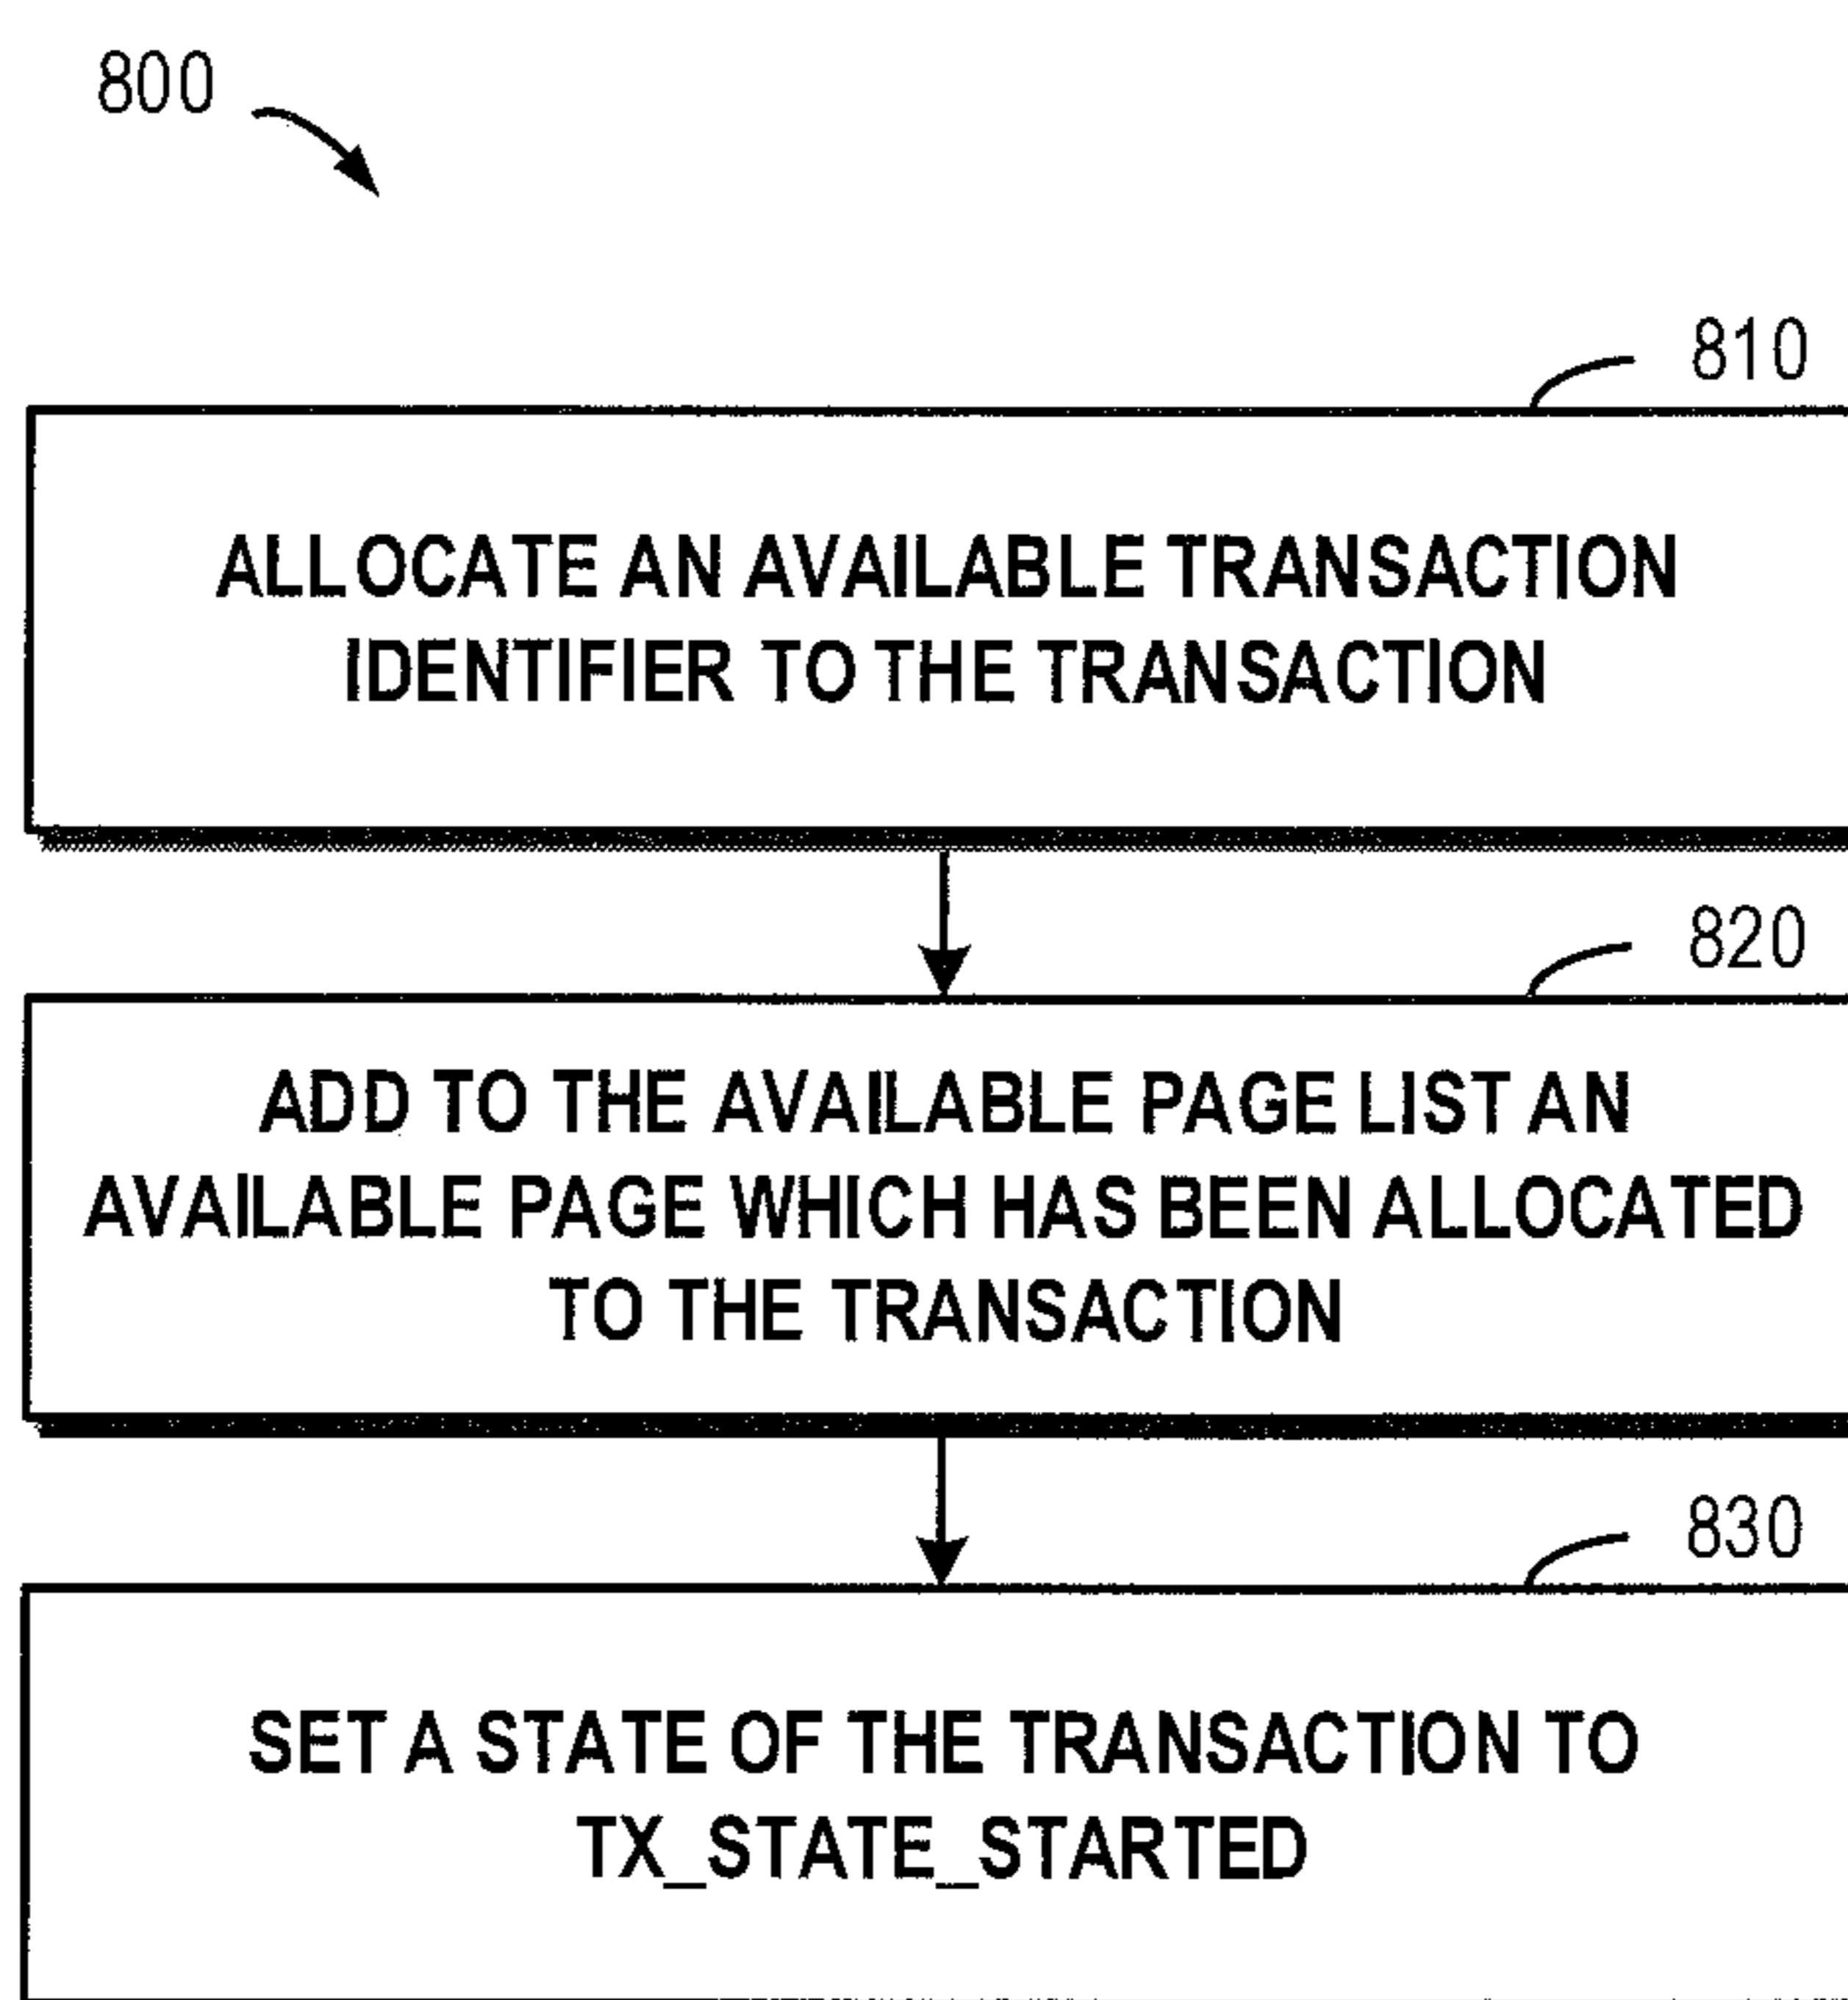 800
810
ALLOCATE AN AVAILABLE TRANSACTION
IDENTIFIER TO THE TRANSACTION
820
ADD TO THE AVAILABLE PAGE LIST AN
AVAILABLE PAGE WHICH HAS BEEN ALLOCATED
TO THE TRANSACTION
830
SET A STATE OF THE TRANSACTION TO
TX_STATE_STARTED